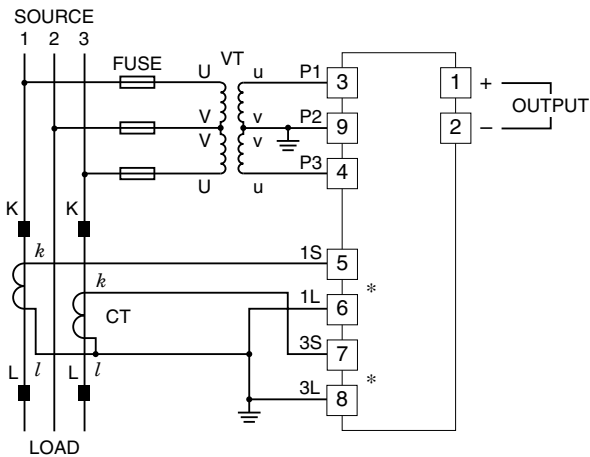 SOURCE
1 2 3
FUSE
VT
U u P1 3 1 +
OUTPUT
V v P2 9 2 −
V v
U u P3 4
K K
k 1S 5
k 1L 6 *
CT
3S 7
L l L l 3L 8 *
LOAD